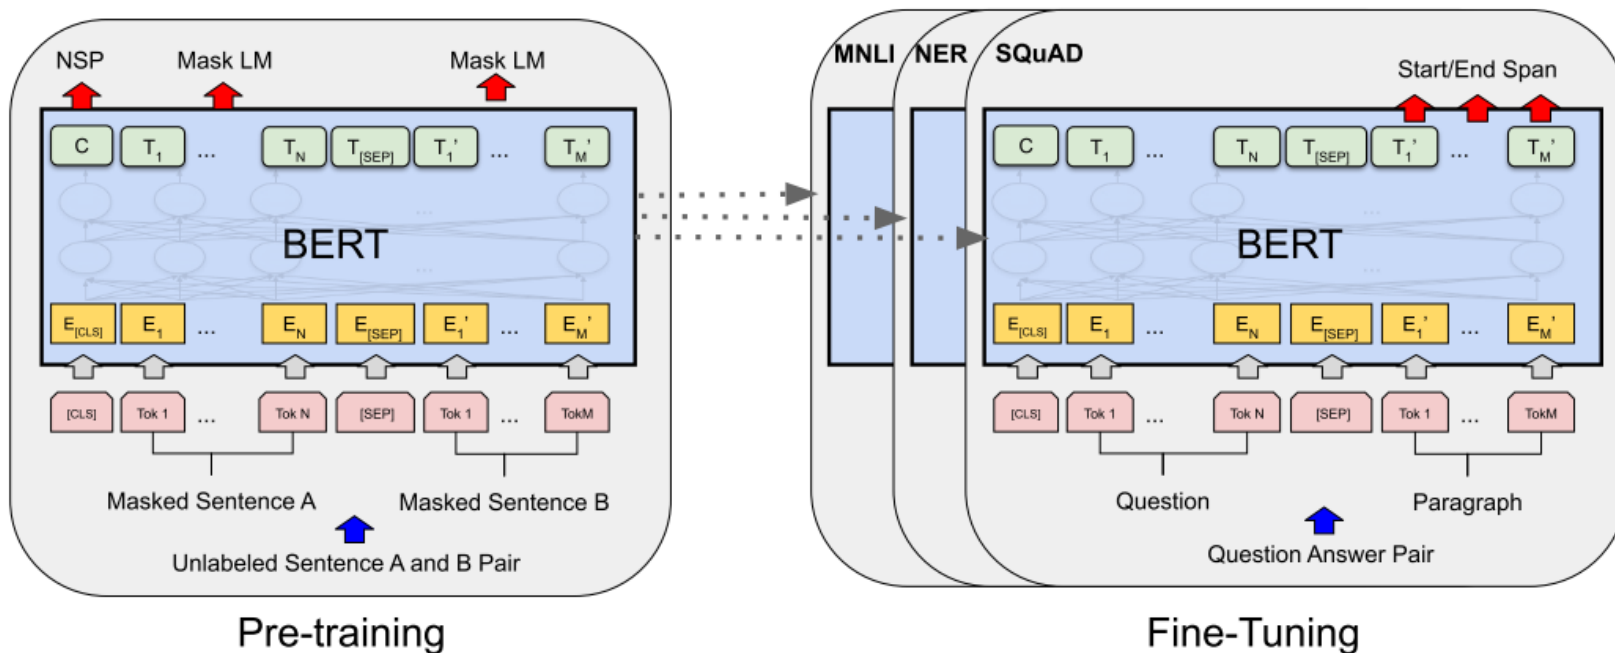 NSP Mask LM Mask LM
C T1 ... TN T[SEP] T1' ... TM'
...
BERT
...
E[CLS] E1 ... EN E[SEP] E1' ... EM'
[CLS] Tok 1 ... Tok N [SEP] Tok 1 ... TokM
Masked Sentence A Masked Sentence B
Unlabeled Sentence A and B Pair
Pre-training
MNLI NER SQuAD
Start/End Span
C T1 ... TN T[SEP] T1' ... TM'
...
BERT
...
E[CLS] E1 ... EN E[SEP] E1' ... EM'
[CLS] Tok 1 ... Tok N [SEP] Tok 1 ... TokM
Question Paragraph
Question Answer Pair
Fine-Tuning